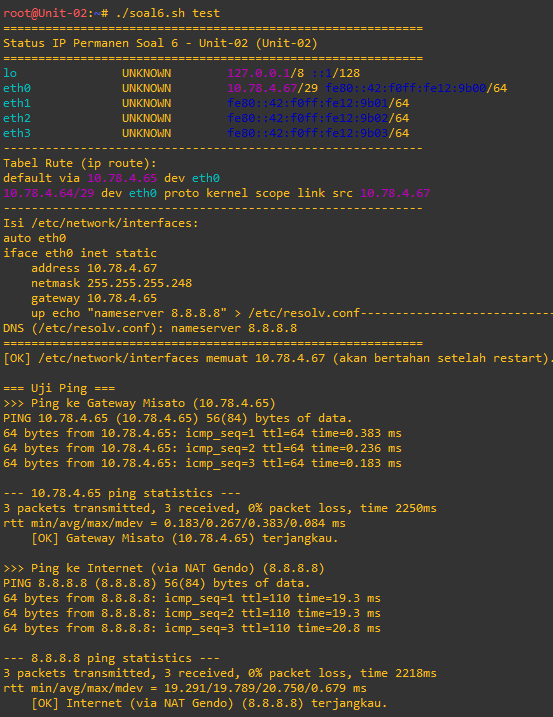 root@Unit-02:~# ./soal6.sh test
============================================================
Status IP Permanen Soal 6 - Unit-02 (Unit-02)
============================================================
lo               UNKNOWN        127.0.0.1/8 ::1/128
eth0             UNKNOWN        10.78.4.67/29 fe80::42:f0ff:fe12:9b00/64
eth1             UNKNOWN        fe80::42:f0ff:fe12:9b01/64
eth2             UNKNOWN        fe80::42:f0ff:fe12:9b02/64
eth3             UNKNOWN        fe80::42:f0ff:fe12:9b03/64
------------------------------------------------------------
Tabel Rute (ip route):
default via 10.78.4.65 dev eth0
10.78.4.64/29 dev eth0 proto kernel scope link src 10.78.4.67
------------------------------------------------------------
Isi /etc/network/interfaces:
auto eth0
iface eth0 inet static
    address 10.78.4.67
    netmask 255.255.255.248
    gateway 10.78.4.65
    up echo "nameserver 8.8.8.8" > /etc/resolv.conf----------------------------
DNS (/etc/resolv.conf): nameserver 8.8.8.8
============================================================
[OK] /etc/network/interfaces memuat 10.78.4.67 (akan bertahan setelah restart).

=== Uji Ping ===
>>> Ping ke Gateway Misato (10.78.4.65)
PING 10.78.4.65 (10.78.4.65) 56(84) bytes of data.
64 bytes from 10.78.4.65: icmp_seq=1 ttl=64 time=0.383 ms
64 bytes from 10.78.4.65: icmp_seq=2 ttl=64 time=0.236 ms
64 bytes from 10.78.4.65: icmp_seq=3 ttl=64 time=0.183 ms

--- 10.78.4.65 ping statistics ---
3 packets transmitted, 3 received, 0% packet loss, time 2250ms
rtt min/avg/max/mdev = 0.183/0.267/0.383/0.084 ms
    [OK] Gateway Misato (10.78.4.65) terjangkau.

>>> Ping ke Internet (via NAT Gendo) (8.8.8.8)
PING 8.8.8.8 (8.8.8.8) 56(84) bytes of data.
64 bytes from 8.8.8.8: icmp_seq=1 ttl=110 time=19.3 ms
64 bytes from 8.8.8.8: icmp_seq=2 ttl=110 time=19.3 ms
64 bytes from 8.8.8.8: icmp_seq=3 ttl=110 time=20.8 ms

--- 8.8.8.8 ping statistics ---
3 packets transmitted, 3 received, 0% packet loss, time 2218ms
rtt min/avg/max/mdev = 19.291/19.789/20.750/0.679 ms
    [OK] Internet (via NAT Gendo) (8.8.8.8) terjangkau.